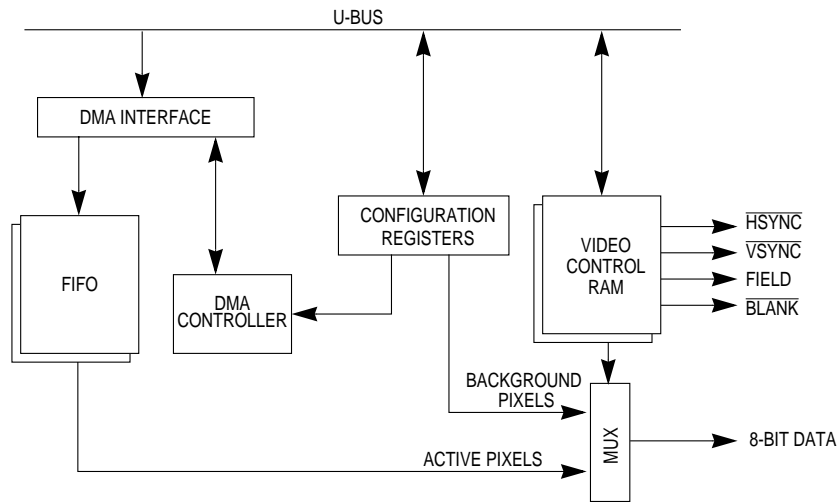 U-BUS
DMA INTERFACE
CONFIGURATION
REGISTERS
VIDEO
CONTROL
RAM
HSYNC
VSYNC
FIELD
BLANK
FIFO
DMA
CONTROLLER
BACKGROUND
PIXELS
MUX
8-BIT DATA
ACTIVE PIXELS